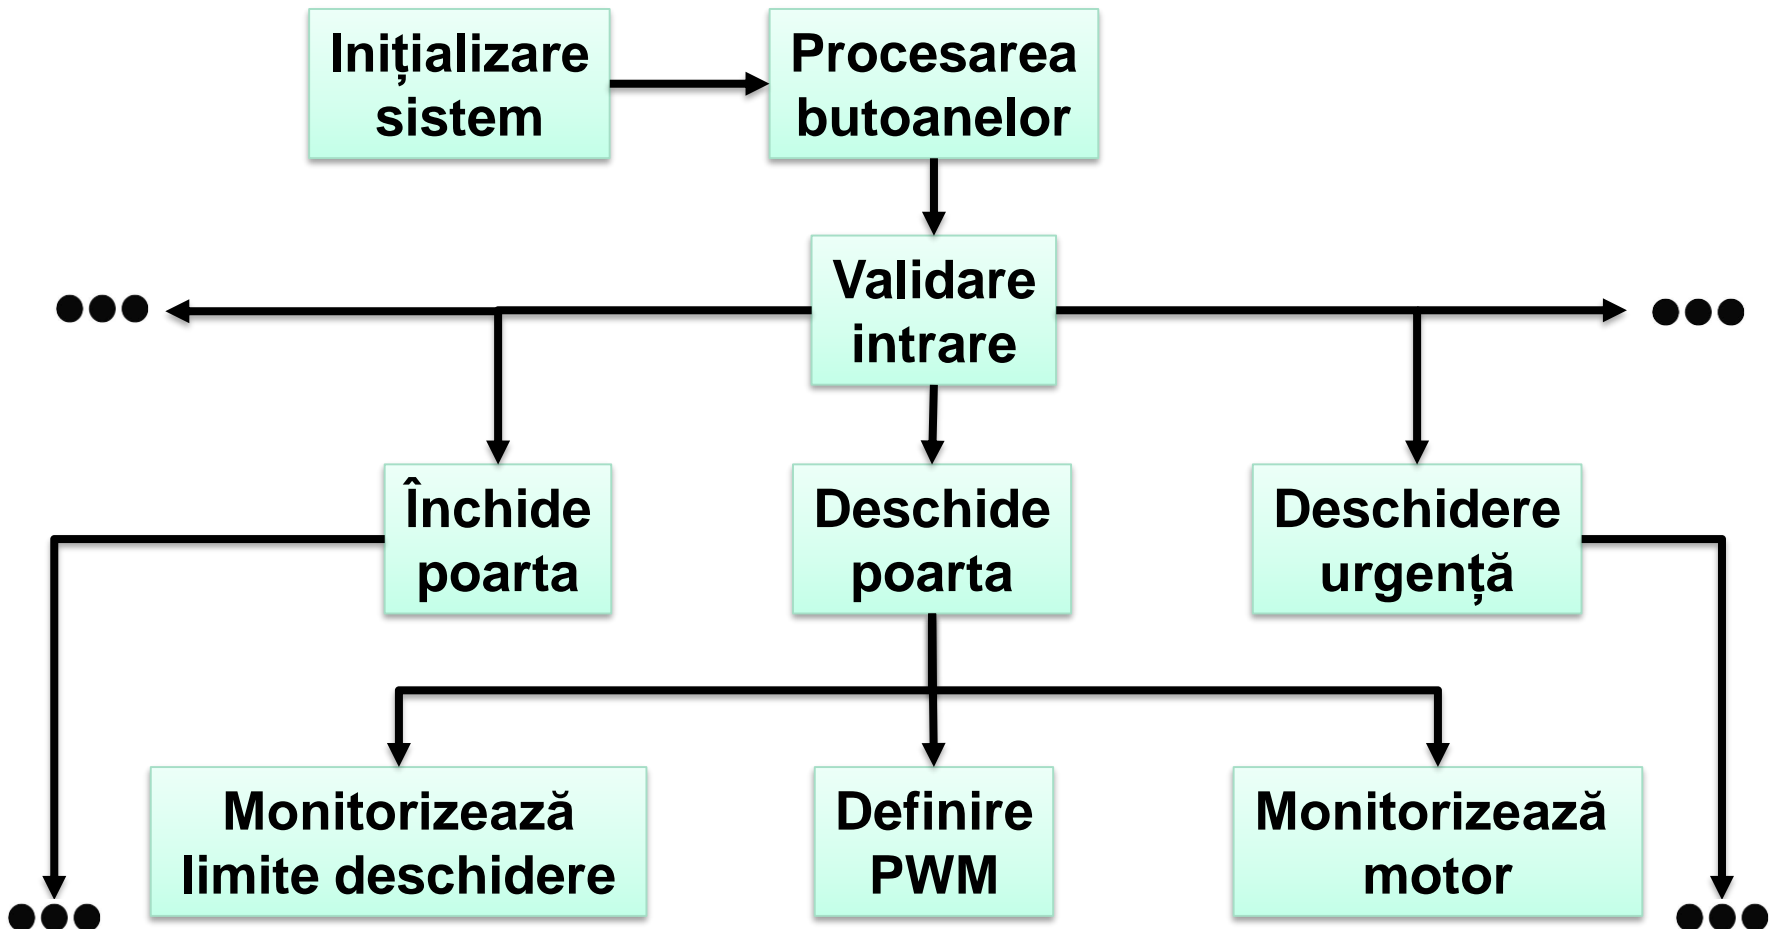 Inițializare
sistem
Procesarea
butoanelor
Validare
intrare
Închide
poarta
Deschide
poarta
Deschidere
urgență
Monitorizează
limite deschidere
Definire
PWM
Monitorizează
motor